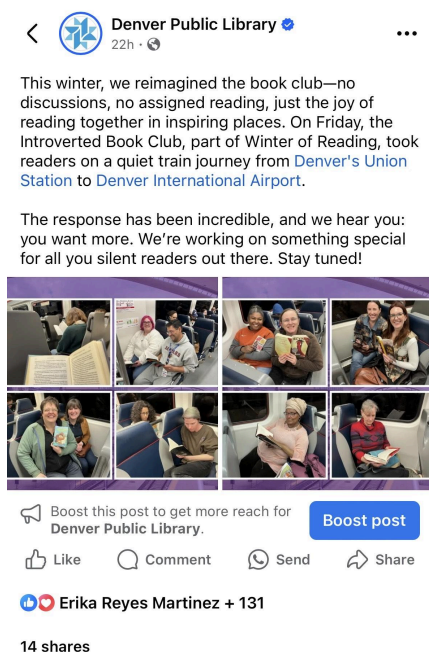 Denver Public Library
22h ·
This winter, we reimagined the book club—no
discussions, no assigned reading, just the joy of
reading together in inspiring places. On Friday, the
Introverted Book Club, part of Winter of Reading, took
readers on a quiet train journey from Denver's Union
Station to Denver International Airport.
The response has been incredible, and we hear you:
you want more. We’re working on something special
for all you silent readers out there. Stay tuned!
Boost this post to get more reach for
Denver Public Library.
Boost post
Like
Comment
Send
Share
Erika Reyes Martinez + 131
14 shares